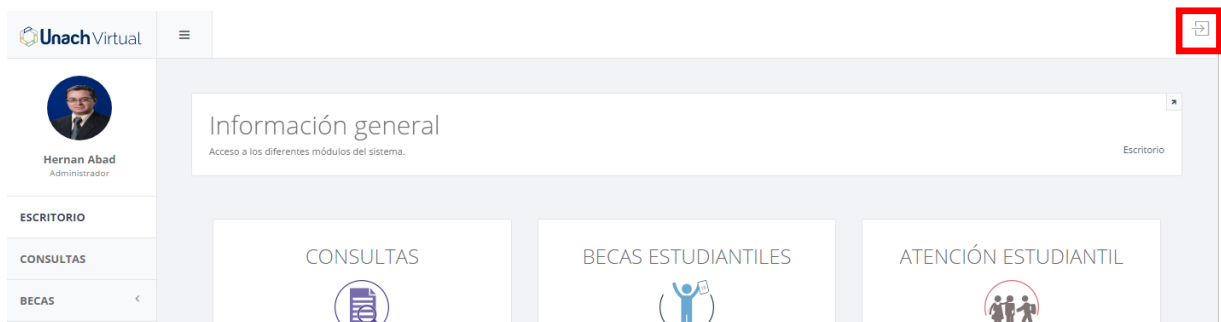 Unach Virtual
Hernan Abad
Administrador
ESCRITORIO
CONSULTAS
BECAS
Información general
Acceso a los diferentes módulos del sistema.
Escritorio
CONSULTAS
BECAS ESTUDIANTILES
ATENCIÓN ESTUDIANTIL